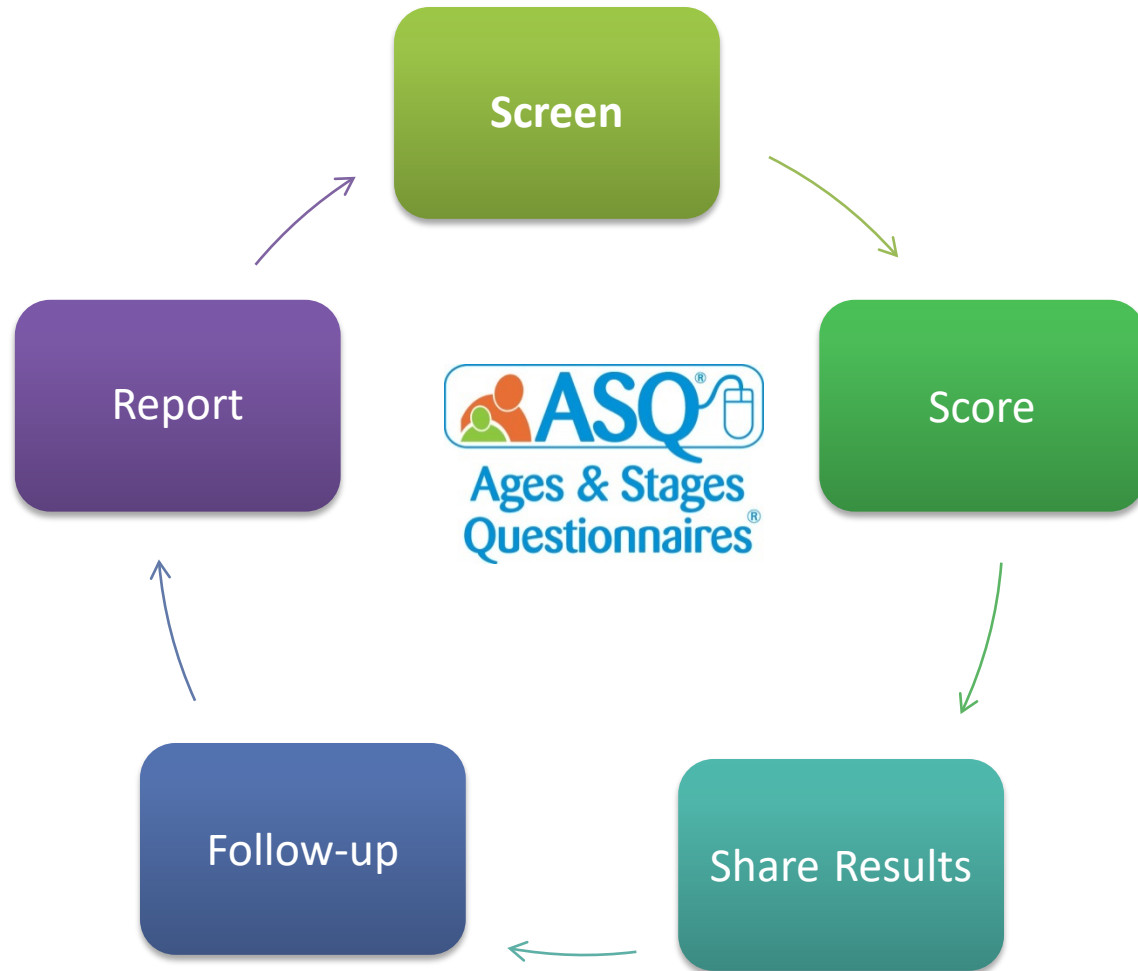 Screen
Report
ASQ®
Score
Ages & Stages
Questionnaires®
Follow-up
Share Results